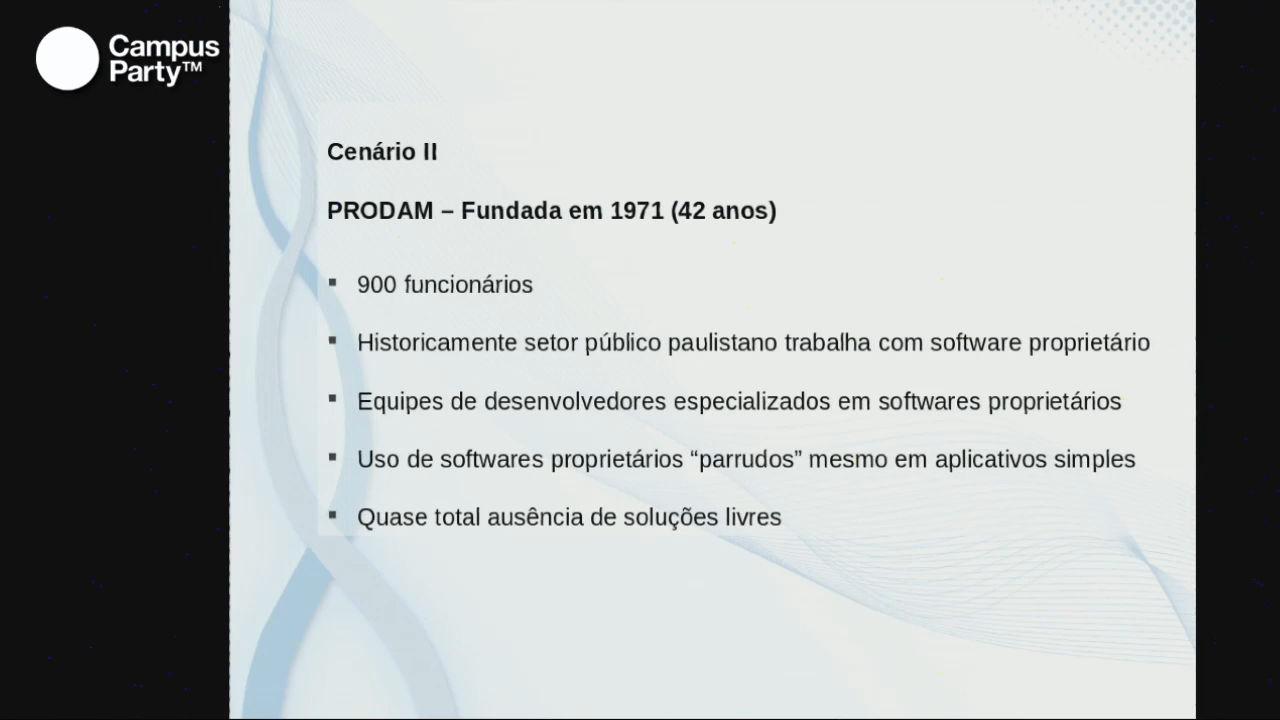 Campus
Party™
Cenário II
PRODAM – Fundada em 1971 (42 anos)
▪ 900 funcionários
▪ Historicamente setor público paulistano trabalha com software proprietário
▪ Equipes de desenvolvedores especializados em softwares proprietários
▪ Uso de softwares proprietários “parrudos” mesmo em aplicativos simples
▪ Quase total ausência de soluções livres